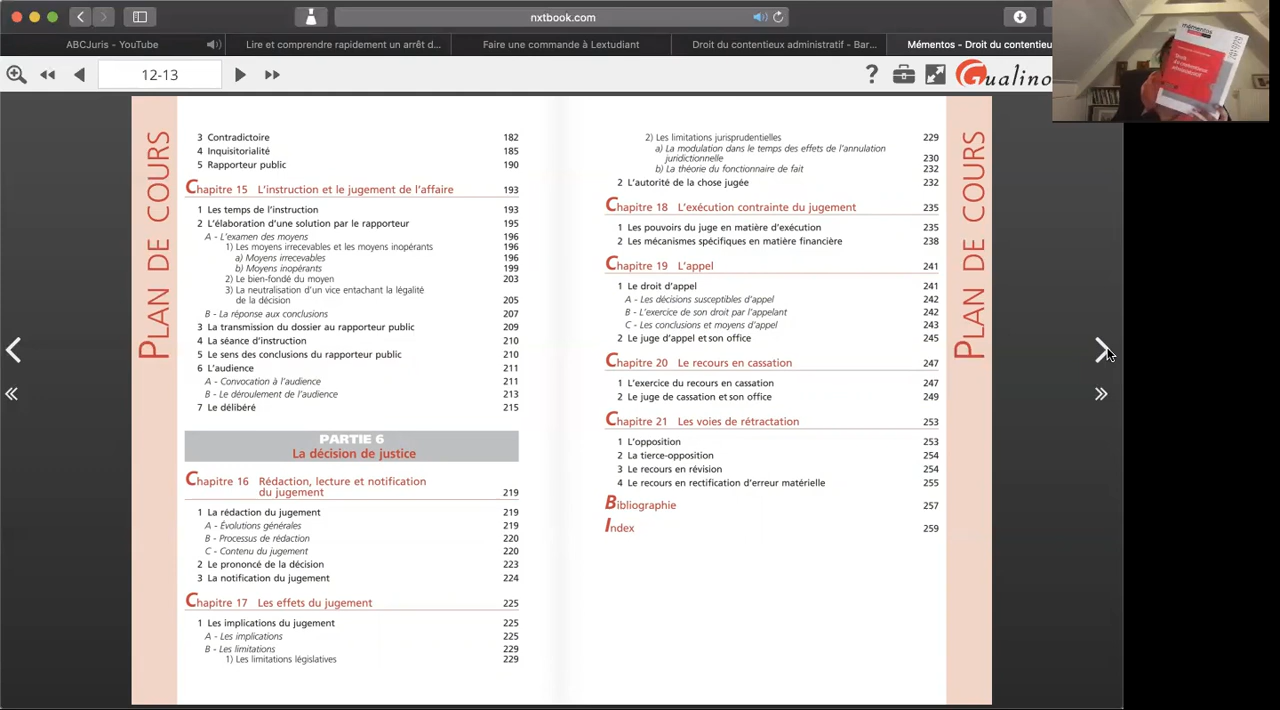 nxtbook.com
ABCJuris - YouTube
Lire et comprendre rapidement un arrêt d...
Faire une commande à Lextudiant
Droit du contentieux administratif - Bar...
Mémentos - Droit du contentieu
12-13
?
Gualino
mémentos
PLAN DE COURS
3 Contradictoire 182
4 Inquisitorialité 185
5 Rapporteur public 190
Chapitre 15 L'instruction et le jugement de l'affaire 193
1 Les temps de l'instruction 193
2 L'élaboration d'une solution par le rapporteur 195
A - L'examen des moyens 196
1) Les moyens irrecevables et les moyens inopérants 196
a) Moyens irrecevables 196
b) Moyens inopérants 199
2) Le bien-fondé du moyen 203
3) La neutralisation d'un vice entachant la légalité
de la décision 205
B - La réponse aux conclusions 207
3 La transmission du dossier au rapporteur public 209
4 La séance d'instruction 210
5 Le sens des conclusions du rapporteur public 210
6 L'audience 211
A - Convocation à l'audience 211
B - Le déroulement de l'audience 213
7 Le délibéré 215
PARTIE 6
La décision de justice
Chapitre 16 Rédaction, lecture et notification
du jugement 219
1 La rédaction du jugement 219
A - Évolutions générales 219
B - Processus de rédaction 220
C - Contenu du jugement 220
2 Le prononcé de la décision 223
3 La notification du jugement 224
Chapitre 17 Les effets du jugement 225
1 Les implications du jugement 225
A - Les implications 225
B - Les limitations 229
1) Les limitations législatives 229
2) Les limitations jurisprudentielles 229
a) La modulation dans le temps des effets de l'annulation
juridictionnelle 230
b) La théorie du fonctionnaire de fait 232
2 L'autorité de la chose jugée 232
Chapitre 18 L'exécution contrainte du jugement 235
1 Les pouvoirs du juge en matière d'exécution 235
2 Les mécanismes spécifiques en matière financière 238
Chapitre 19 L'appel 241
1 Le droit d'appel 241
A - Les décisions susceptibles d'appel 242
B - L'exercice de son droit par l'appelant 242
C - Les conclusions et moyens d'appel 243
2 Le juge d'appel et son office 245
Chapitre 20 Le recours en cassation 247
1 L'exercice du recours en cassation 247
2 Le juge de cassation et son office 249
Chapitre 21 Les voies de rétractation 253
1 L'opposition 253
2 La tierce-opposition 254
3 Le recours en révision 254
4 Le recours en rectification d'erreur matérielle 255
Bibliographie 257
Index 259
PLAN DE COURS